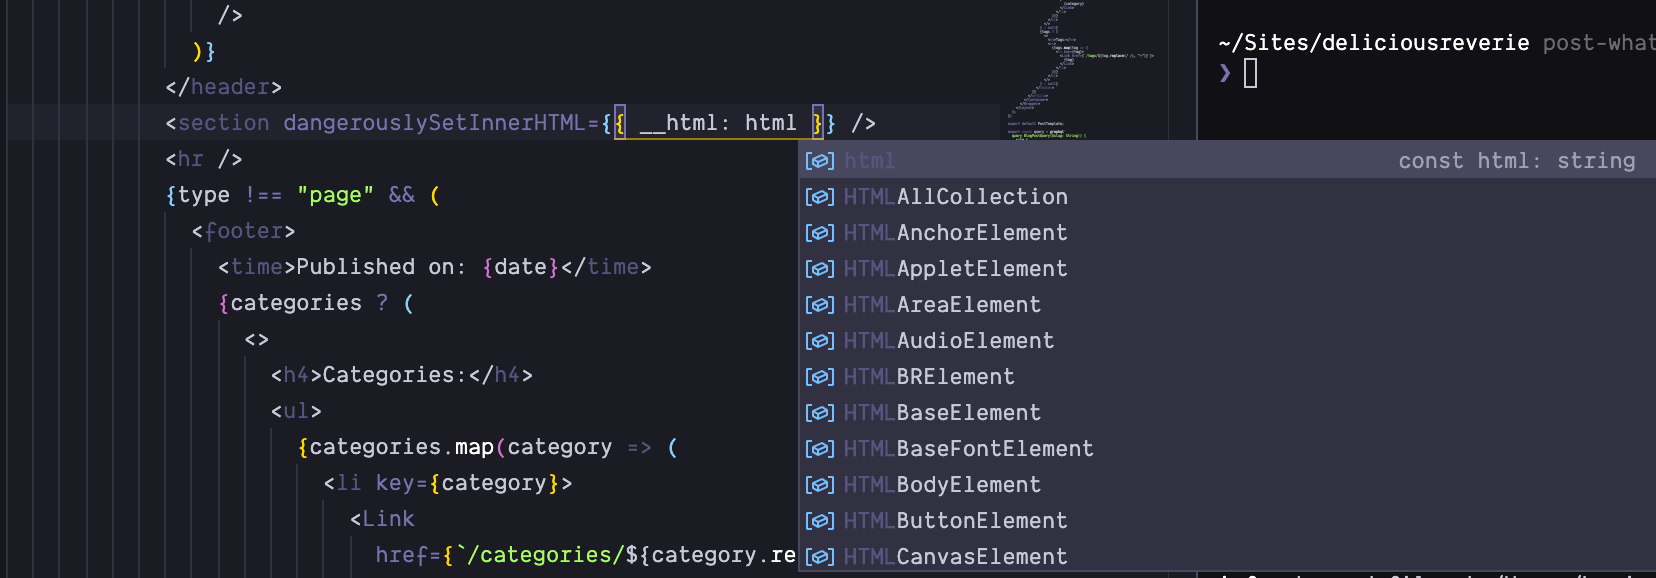 />
)}
</header>
<section dangerouslySetInnerHTML={{ __html: html }} />
<hr />
{type !== "page" && (
<footer>
<time>Published on: {date}</time>
{categories ? (
<>
<h4>Categories:</h4>
<ul>
{categories.map(category => (
<li key={category}>
<Link
href={`/categories/${category.re
html const html: string
HTMLAllCollection
HTMLAnchorElement
HTMLAppletElement
HTMLAreaElement
HTMLAudioElement
HTMLBRElement
HTMLBaseElement
HTMLBaseFontElement
HTMLBodyElement
HTMLButtonElement
HTMLCanvasElement
~/Sites/deliciousreverie post-what
❯